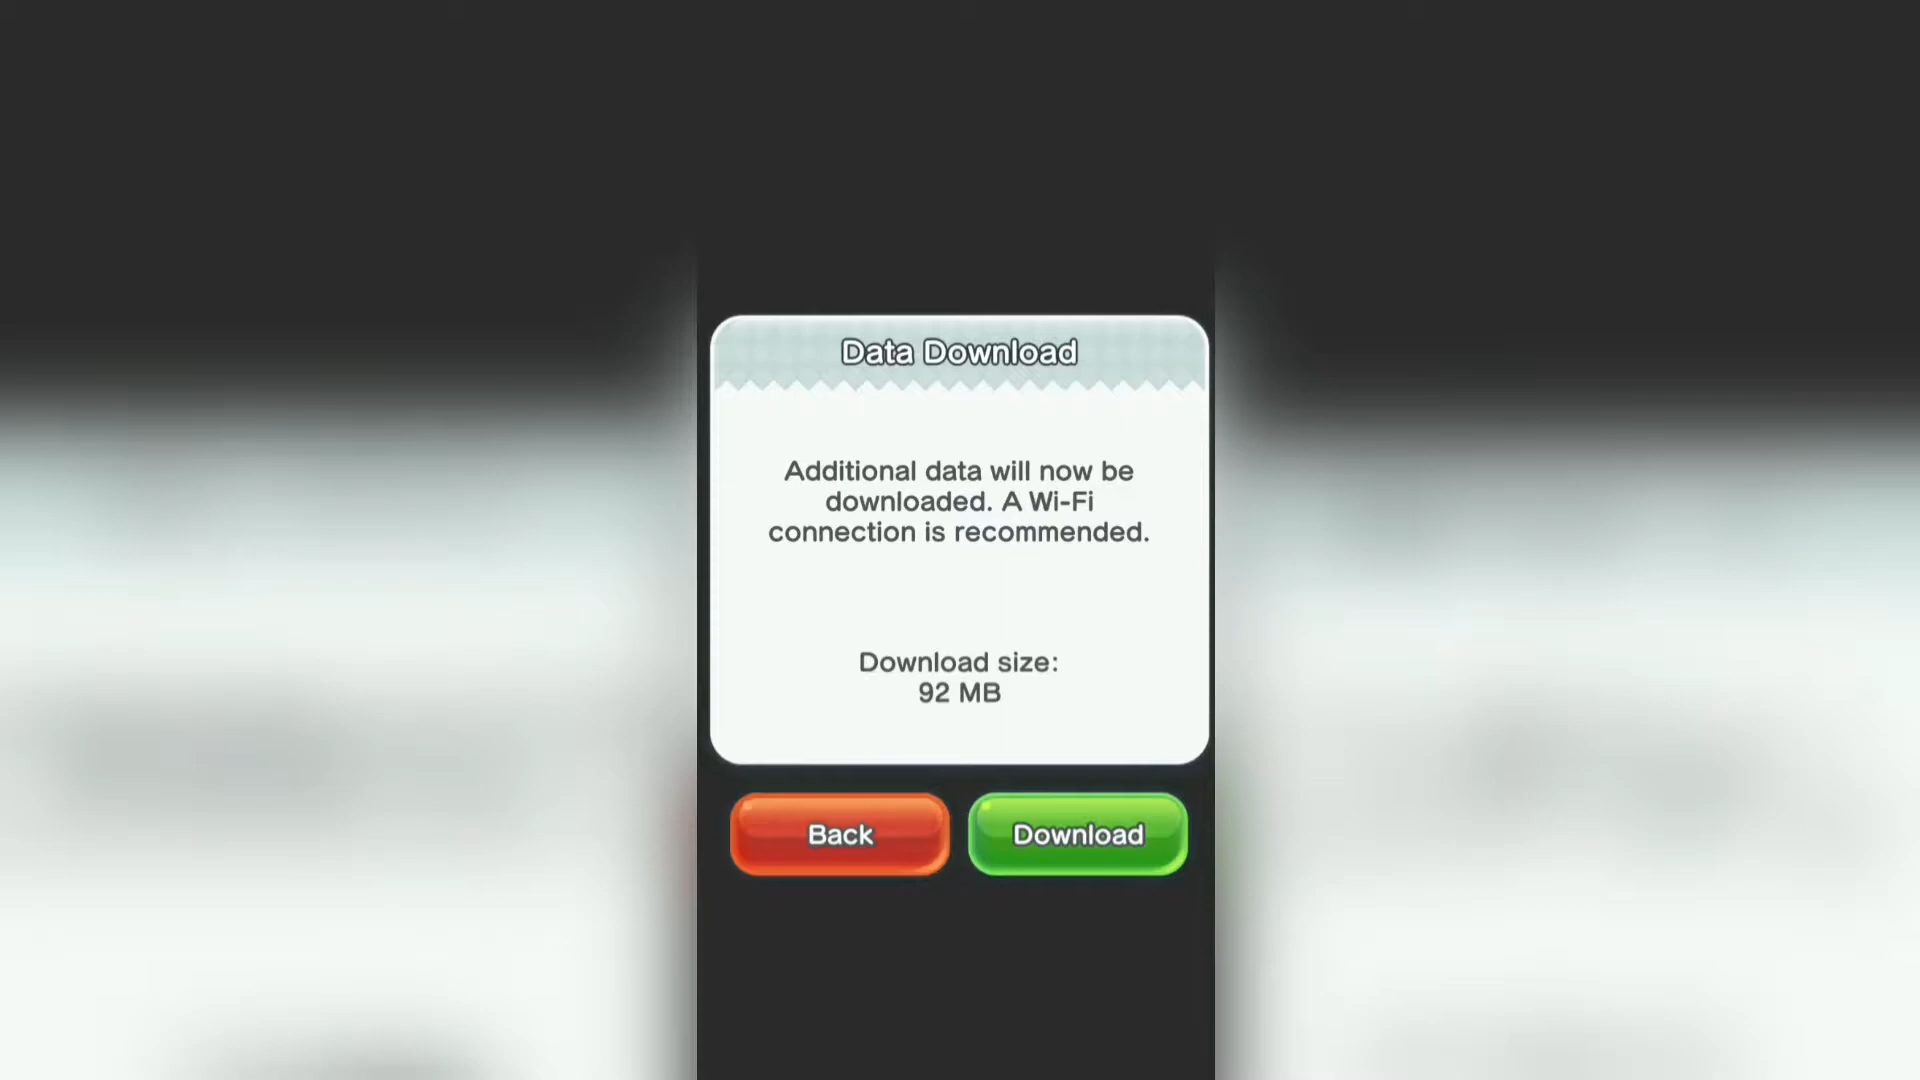 Data Download
Additional data will now be
downloaded. A Wi-Fi
connection is recommended.
Download size:
92 MB
Back
Download